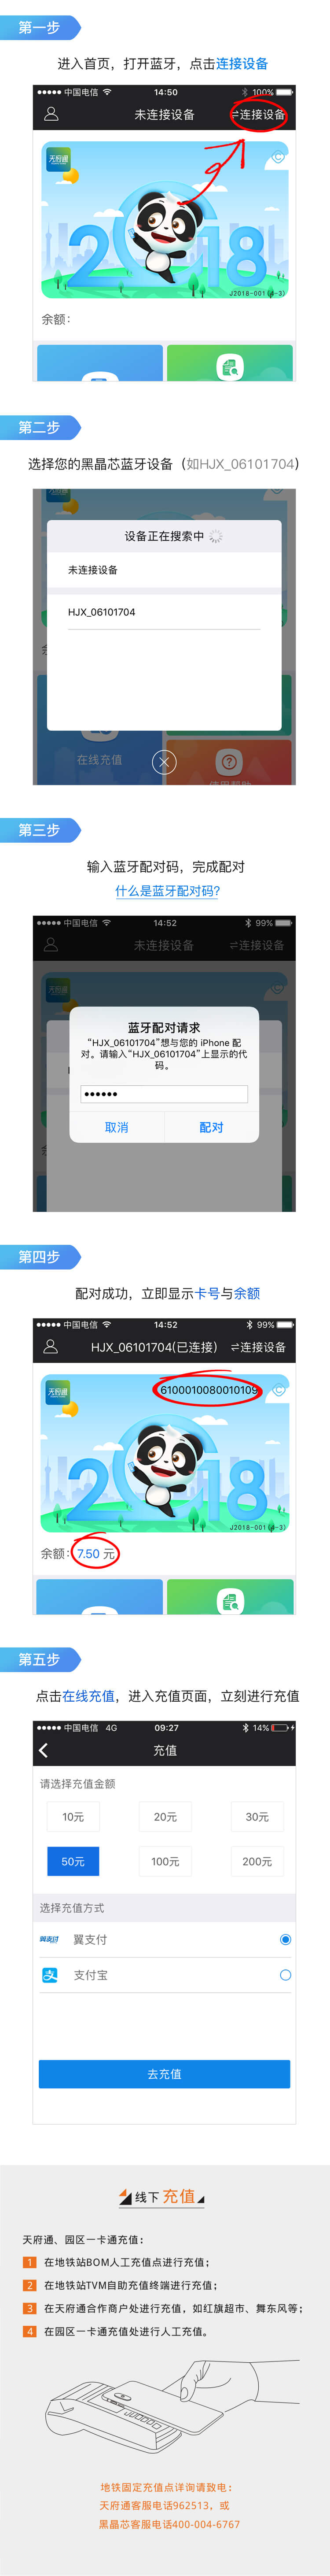 第一步
进入首页，打开蓝牙，点击连接设备
中国电信 14:50 100%
未连接设备 ⇌连接设备
天府通
2018
J2018-001(4-3)
余额：
第二步
选择您的黑晶芯蓝牙设备（如HJX_06101704）
设备正在搜索中
未连接设备
HJX_06101704
在线充值
第三步
输入蓝牙配对码，完成配对
什么是蓝牙配对码?
中国电信 14:52 99%
未连接设备 ⇌连接设备
天府通
蓝牙配对请求
“HJX_06101704”想与您的 iPhone 配
对。请输入“HJX_06101704”上显示的代
码。
••••••
取消 配对
第四步
配对成功，立即显示卡号与余额
中国电信 14:52 99%
HJX_06101704(已连接) ⇌连接设备
天府通
6100010080010109
2018
J2018-001(4-3)
余额：7.50 元
第五步
点击在线充值，进入充值页面，立刻进行充值
中国电信 4G 09:27 14%
充值
请选择充值金额
10元 20元 30元
50元 100元 200元
选择充值方式
翼支付 翼支付
支 支付宝
去充值
线下 充值
天府通、园区一卡通充值：
1 在地铁站BOM人工充值点进行充值；
2 在地铁站TVM自助充值终端进行充值；
3 在天府通合作商户处进行充值，如红旗超市、舞东风等；
4 在园区一卡通充值处进行人工充值。
地铁固定充值点详询请致电：
天府通客服电话962513，或
黑晶芯客服电话400-004-6767